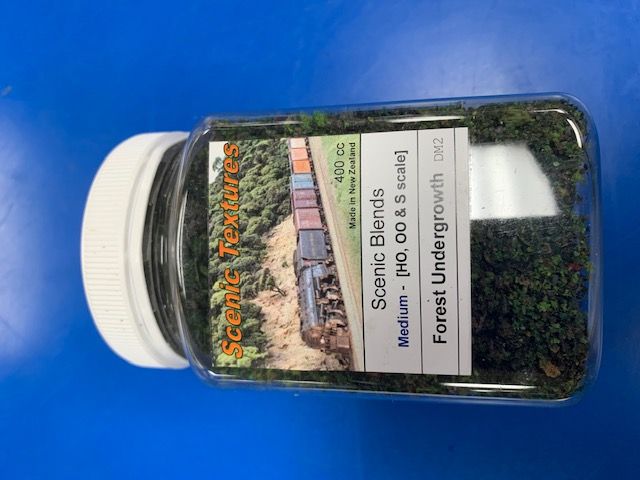 Scenic Textures
400 cc
Made in New Zealand
Scenic Blends
Medium - [HO, OO & S scale]
Forest Undergrowth DM2